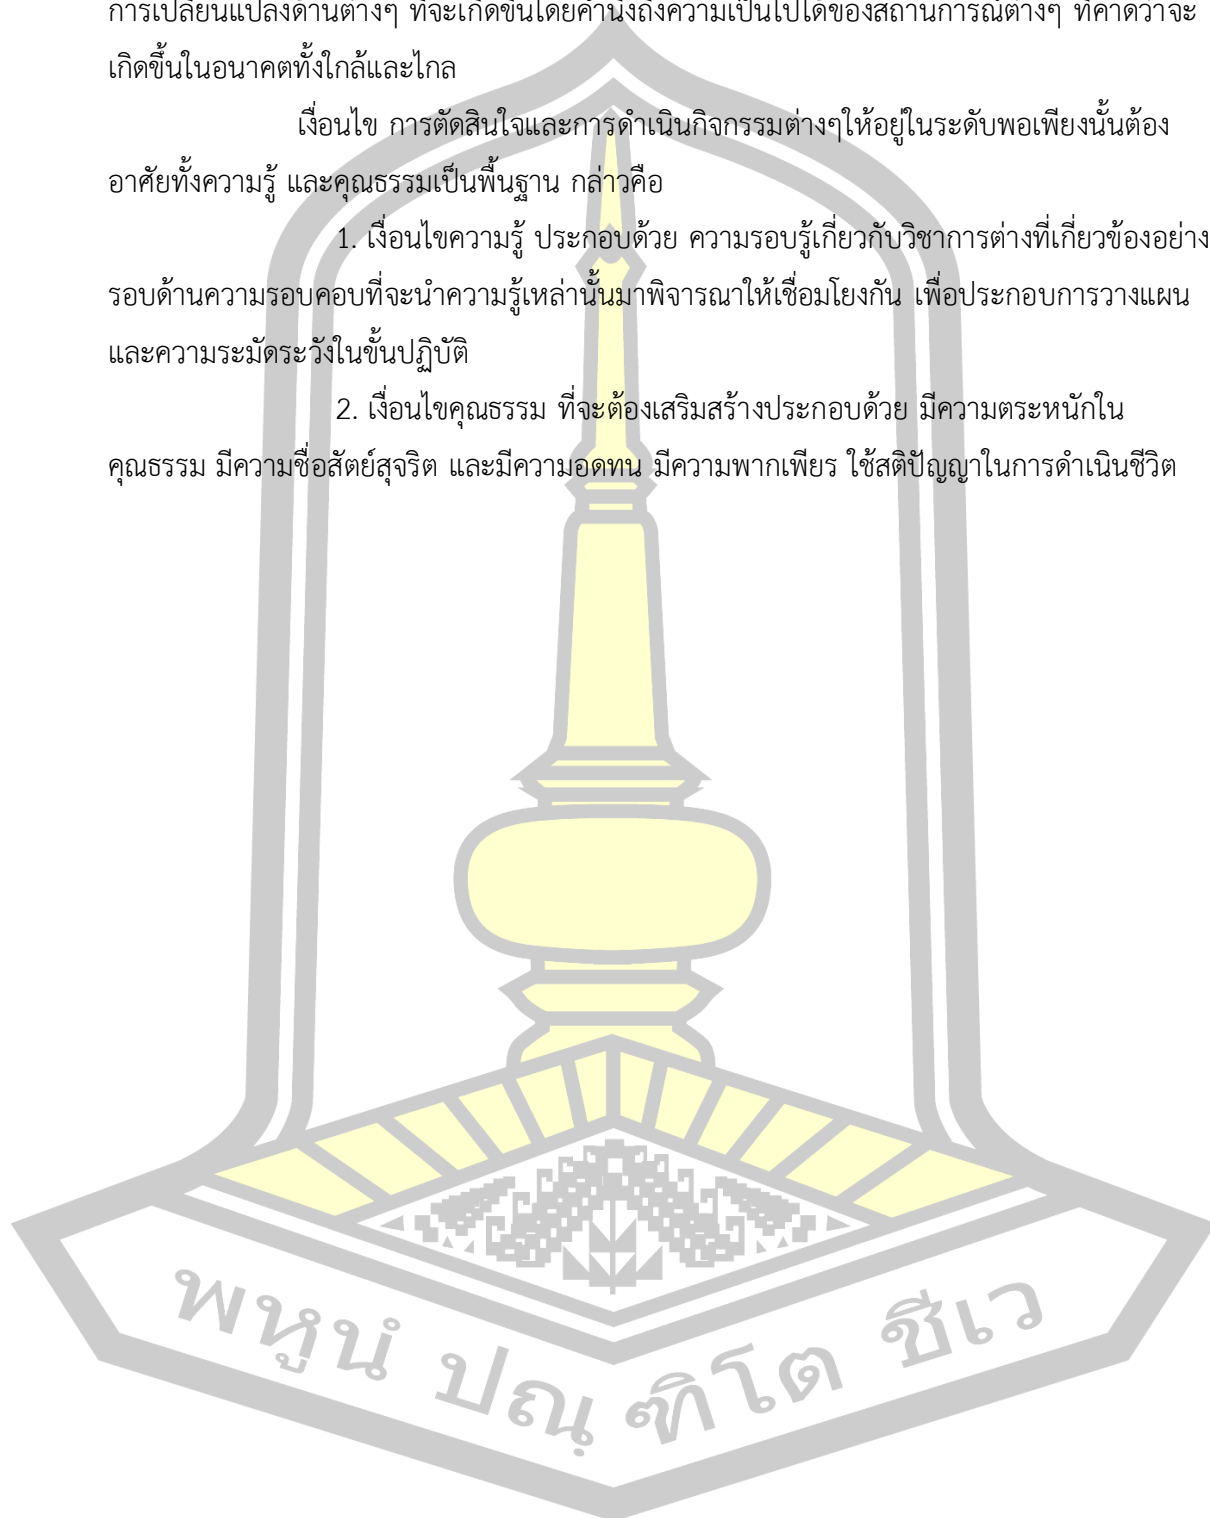 การเปลี่ยนแปลงด้านต่างๆ ที่จะเกิดขึ้นโดยคำนึงถึงความเป็นไปได้ของสถานการณ์ต่างๆ ที่คาดว่าจะ
เกิดขึ้นในอนาคตทั้งใกล้และไกล
เงื่อนไข การตัดสินใจและการดำเนินกิจกรรมต่างๆให้อยู่ในระดับพอเพียงนั้นต้อง
อาศัยทั้งความรู้ และคุณธรรมเป็นพื้นฐาน กล่าวคือ
1. เงื่อนไขความรู้ ประกอบด้วย ความรอบรู้เกี่ยวกับวิชาการต่างที่เกี่ยวข้องอย่าง
รอบด้านความรอบคอบที่จะนำความรู้เหล่านั้นมาพิจารณาให้เชื่อมโยงกัน เพื่อประกอบการวางแผน
และความระมัดระวังในขั้นปฏิบัติ
2. เงื่อนไขคุณธรรม ที่จะต้องเสริมสร้างประกอบด้วย มีความตระหนักใน
คุณธรรม มีความซื่อสัตย์สุจริต และมีความอดทน มีความพากเพียร ใช้สติปัญญาในการดำเนินชีวิต
พหูนํ ปณฺฑิโต ชีเว